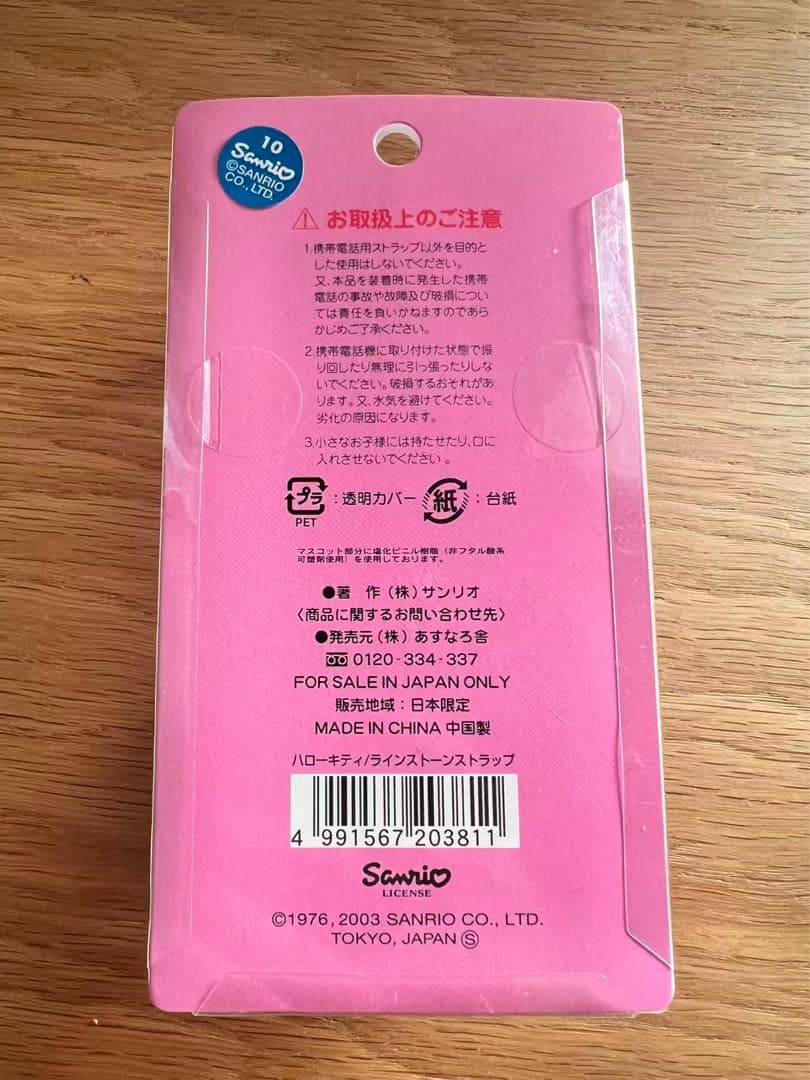 10
Sanrio
©SANRIO
CO., LTD.
お取扱上のご注意
1.携帯電話用ストラップ以外を目的と
した使用はしないでください。
又、本品を装着時に発生した携帯
電話の事故や故障及び破損につい
ては責任を負いかねますのであら
かじめご了承ください。
2.携帯電話機に取り付けた状態で振
り回したり無理に引っ張ったりしな
いでください。破損するおそれがあ
ります。又、水気を避けてください。
劣化の原因になります。
3.小さなお子様には持たせたり、口に
入れさせないでください。
プラ:透明カバー 紙:台紙
PET
マスコット部分に塩化ビニル樹脂(非フタル酸系
可塑剤使用)を使用しております。
●著 作(株)サンリオ
〈商品に関するお問い合わせ先〉
●発売元(株)あすなろ舎
0120-334-337
FOR SALE IN JAPAN ONLY
販売地域:日本限定
MADE IN CHINA 中国製
ハローキティ/ラインストーンストラップ
4 991567 203811
Sanrio
LICENSE
©1976, 2003 SANRIO CO., LTD.
TOKYO, JAPAN Ⓢ